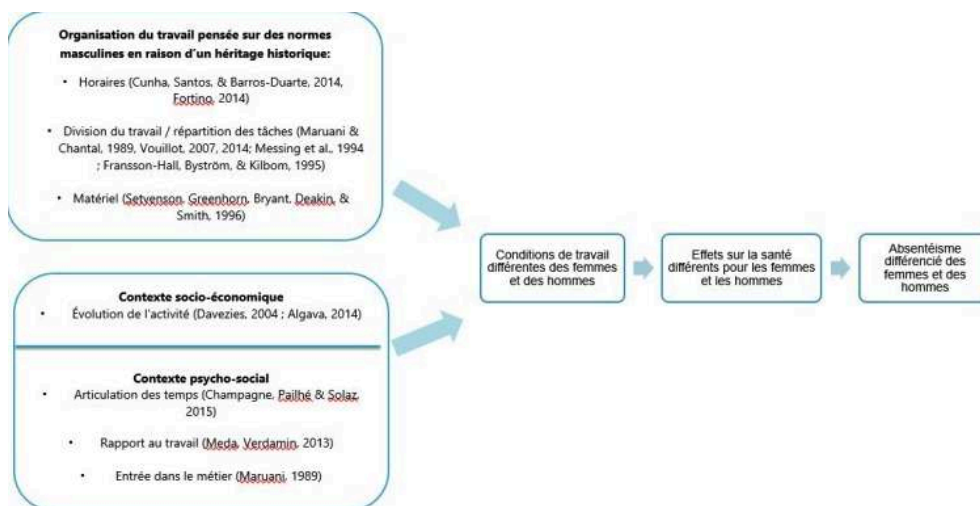 Organisation du travail pensée sur des normes
masculines en raison d'un héritage historique:
• Horaires (Cunha, Santos, & Barros-Duarte, 2014,
Fortino, 2014)
• Division du travail / répartition des tâches (Maruani &
Chantal, 1989, Vouillot, 2007, 2014; Messing et al., 1994
; Fransson-Hall, Byström, & Kilbom, 1995)
• Matériel (Setvenson, Greenhorn, Bryant, Deakin, &
Smith, 1996)
Contexte socio-économique
• Évolution de l'activité (Davezies, 2004 ; Algava, 2014)
Contexte psycho-social
• Articulation des temps (Champagne, Pailhé & Solaz,
2015)
• Rapport au travail (Meda, Verdamin, 2013)
• Entrée dans le métier (Maruani, 1989)
Conditions de travail
différentes des femmes
et des hommes
Effets sur la santé
différents pour les femmes
et les hommes
Absentéisme
différencié des
femmes et des
hommes